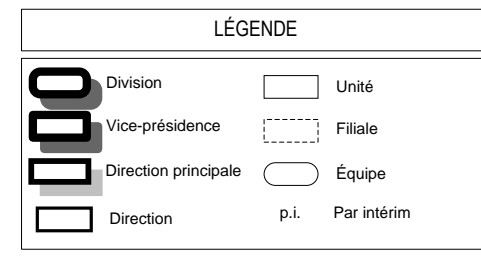 LÉGENDE
Division
Unité
Vice-présidence
Filiale
Direction principale
Équipe
Direction
p.i. Par intérim